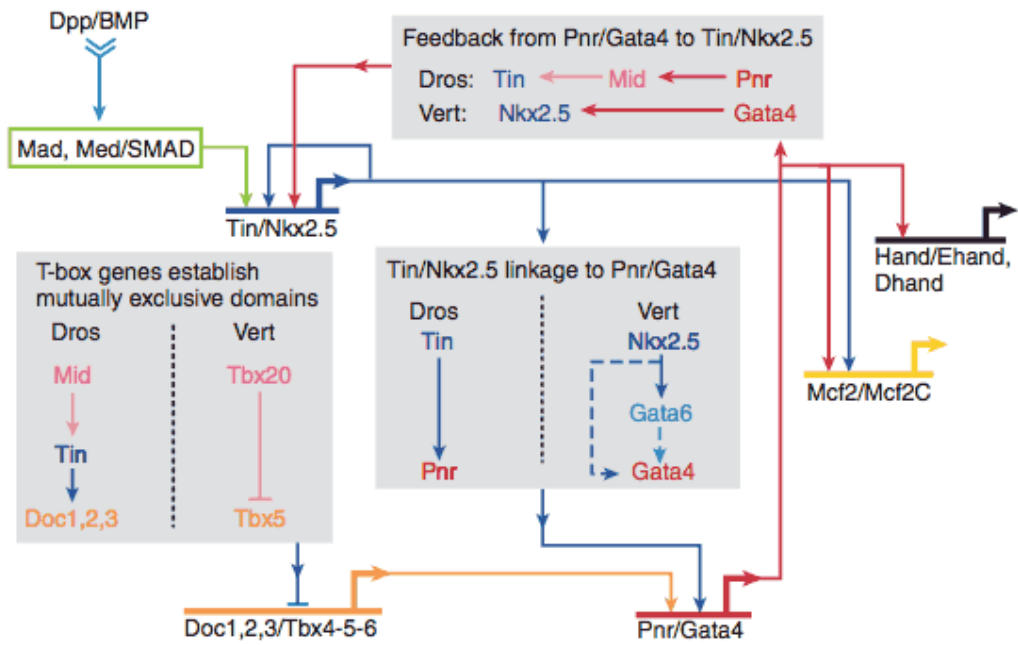 Dpp/BMP
Feedback from Pnr/Gata4 to Tin/Nkx2.5
Dros: Tin Mid Pnr
Vert: Nkx2.5 Gata4
Mad, Med/SMAD
Tin/Nkx2.5
Hand/Ehand,
Dhand
T-box genes establish
mutually exclusive domains
Dros Vert
Mid Tbx20
Tin
Doc1,2,3 Tbx5
Tin/Nkx2.5 linkage to Pnr/Gata4
Dros Vert
Tin Nkx2.5
Gata6
Pnr Gata4
Mcf2/Mcf2C
Doc1,2,3/Tbx4-5-6
Pnr/Gata4